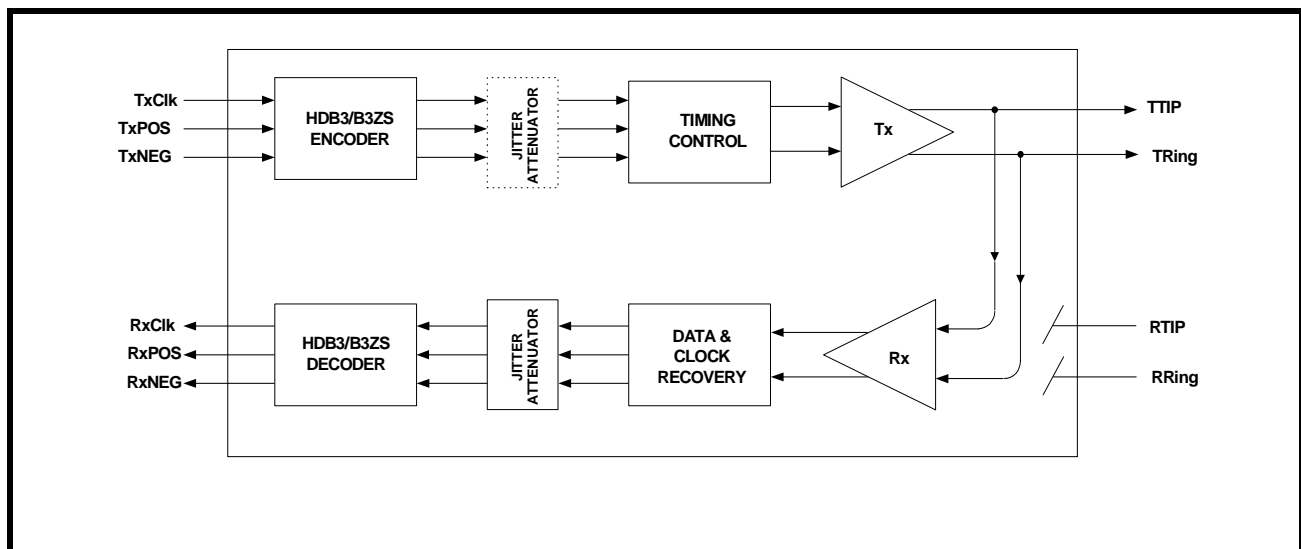 TxClk
TxPOS
TxNEG
HDB3/B3ZS
ENCODER
JITTER
ATTENUATOR
TIMING
CONTROL
Tx
TTIP
TRing
RxClk
RxPOS
RxNEG
HDB3/B3ZS
DECODER
JITTER
ATTENUATOR
DATA &
CLOCK
RECOVERY
Rx
RTIP
RRing